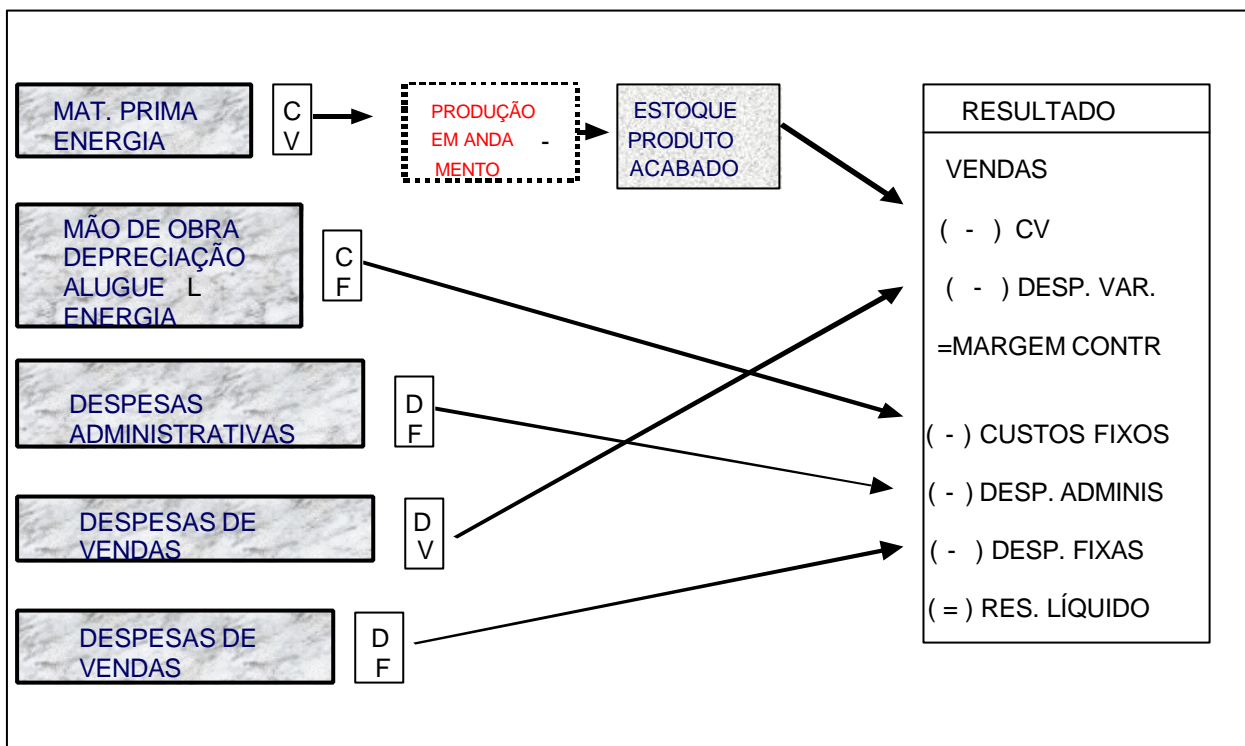 MAT. PRIMA
ENERGIA
C
V
PRODUÇÃO
EM ANDA -
MENTO
ESTOQUE
PRODUTO
ACABADO
MÃO DE OBRA
DEPRECIAÇÃO
ALUGUE L
ENERGIA
C
F
DESPESAS
ADMINISTRATIVAS
D
F
DESPESAS DE
VENDAS
D
V
DESPESAS DE
VENDAS
D
F
RESULTADO
VENDAS
( - ) CV
( - ) DESP. VAR.
=MARGEM CONTR
( - ) CUSTOS FIXOS
( - ) DESP. ADMINIS
( - ) DESP. FIXAS
( = ) RES. LÍQUIDO